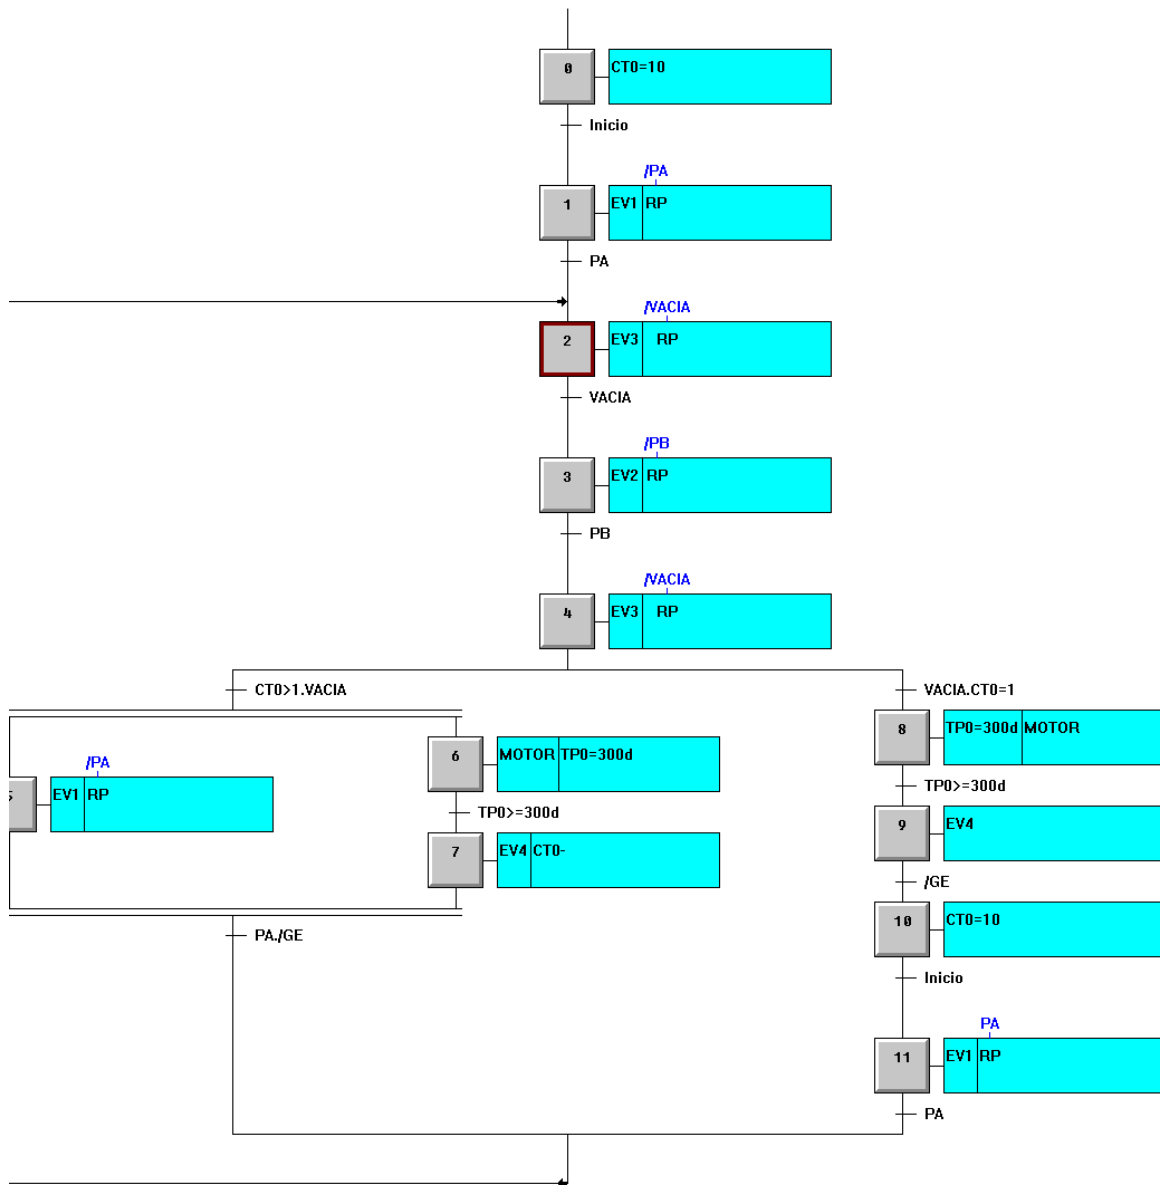 0
CT0=10
Inicio
/PA
1
EV1 RP
PA
/VACIA
2
EV3 RP
VACIA
/PB
3
EV2 RP
PB
/VACIA
4
EV3 RP
CT0>1.VACIA
VACIA.CT0=1
8
TP0=300d MOTOR
6
MOTOR TP0=300d
/PA
EV1 RP
TP0>=300d
TP0>=300d
7
EV4 CT0-
9
EV4
/GE
PA./GE
10
CT0=10
Inicio
PA
11
EV1 RP
PA